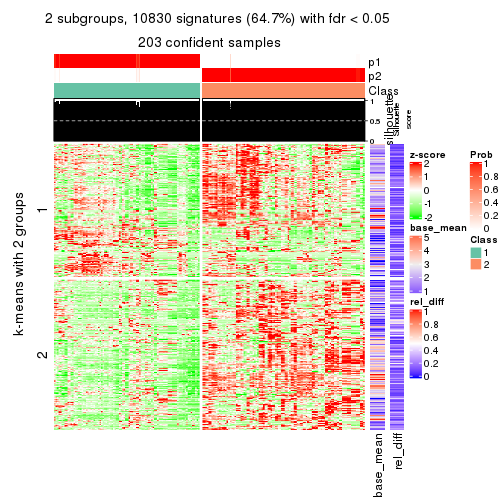 2 subgroups, 10830 signatures (64.7%) with fdr < 0.05
203 confident samples
p1
p2
Class
1
0.5
0
silhouette
Silhouette
score
k-means with 2 groups
1
2
base_mean
rel_diff
z-score
2
1
0
-1
-2
base_mean
5
4
3
2
1
rel_diff
1
0.8
0.6
0.4
0.2
0
Prob
1
0.8
0.6
0.4
0.2
0
Class
1
2